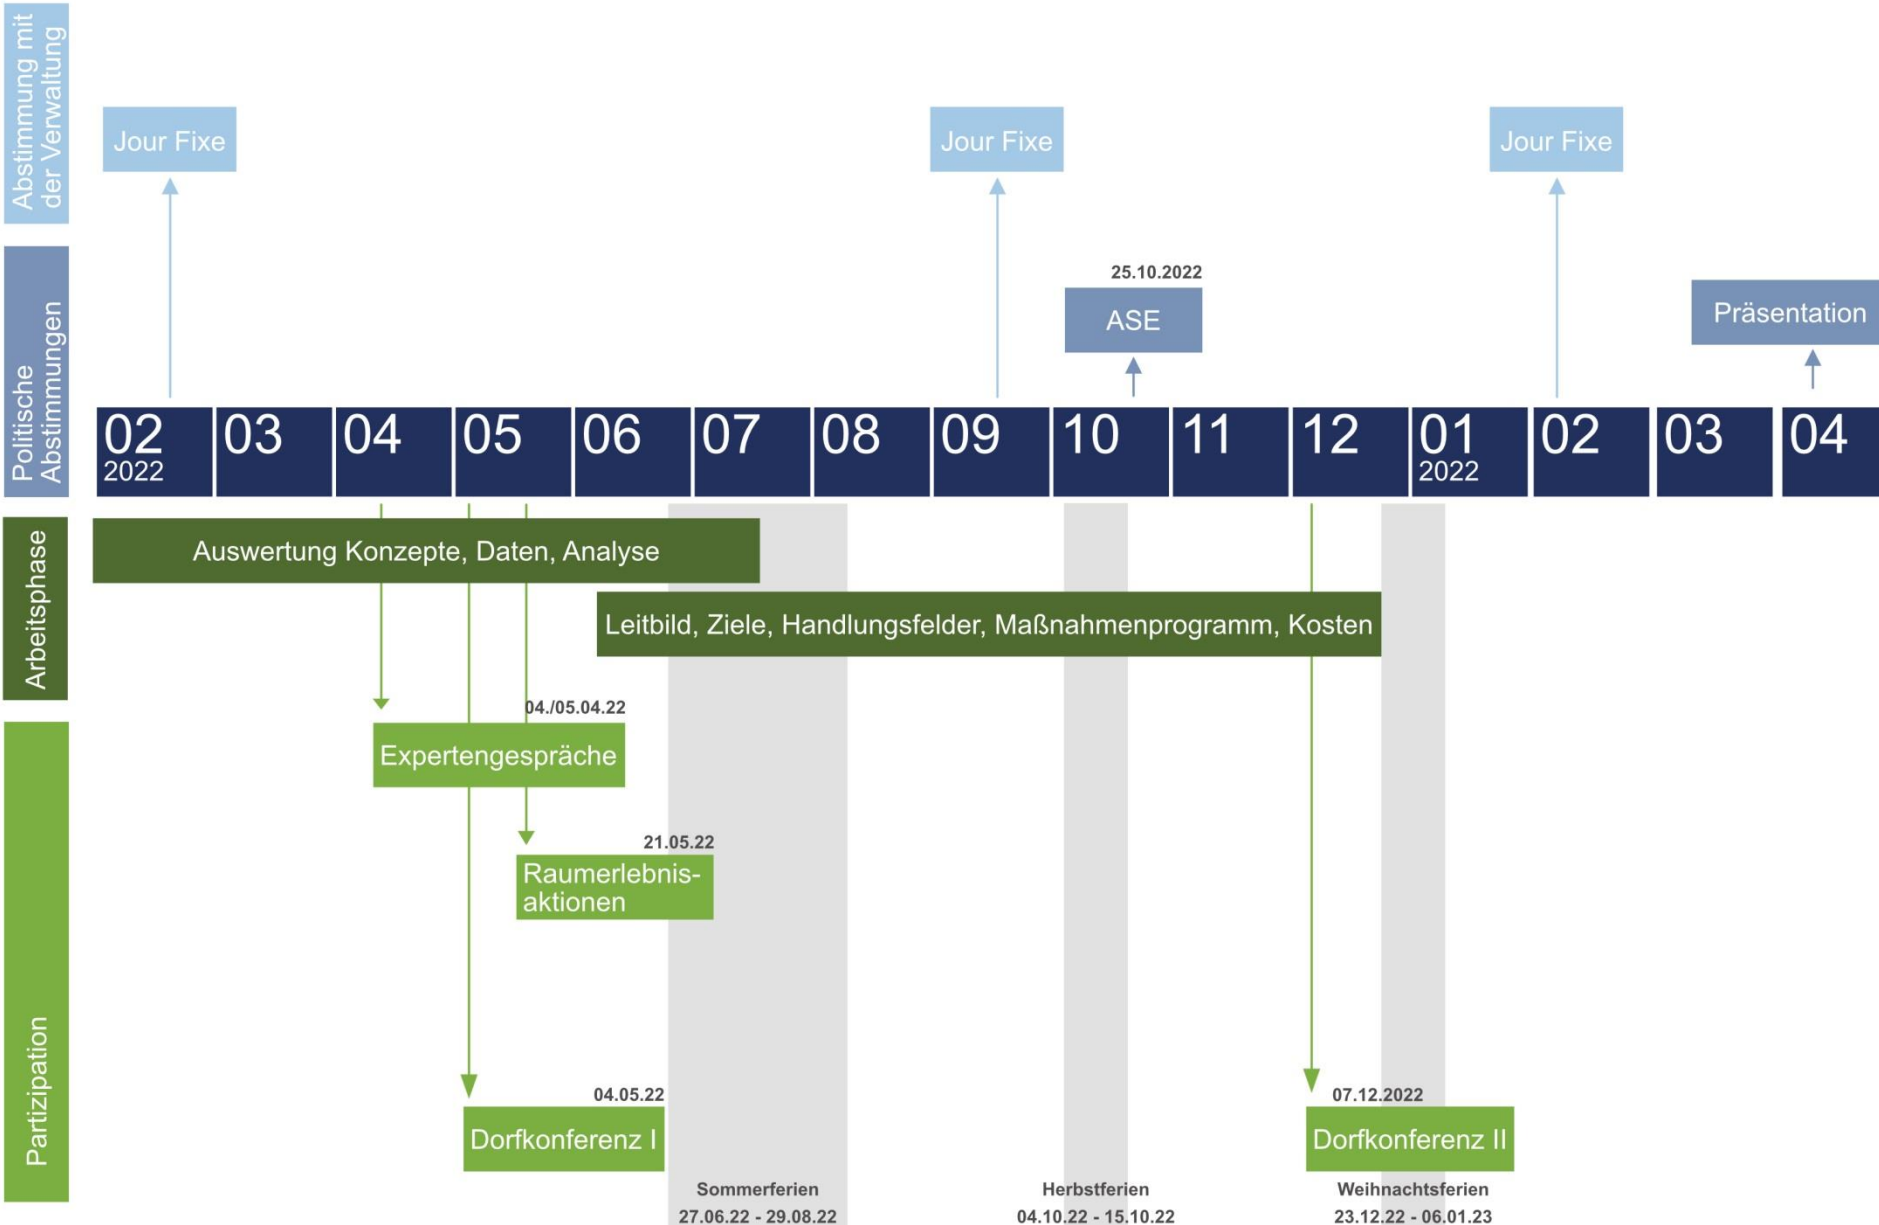 Abstimmung mit
der Verwaltung
Jour Fixe
Jour Fixe
Jour Fixe
Politische
Abstimmungen
25.10.2022
ASE
Präsentation
02
2022
03
04
05
06
07
08
09
10
11
12
01
2022
02
03
04
Arbeitsphase
Auswertung Konzepte, Daten, Analyse
Leitbild, Ziele, Handlungsfelder, Maßnahmenprogramm, Kosten
Partizipation
04./05.04.22
Expertengespräche
21.05.22
Raumerlebnis-
aktionen
04.05.22
Dorfkonferenz I
07.12.2022
Dorfkonferenz II
Sommerferien
27.06.22 - 29.08.22
Herbstferien
04.10.22 - 15.10.22
Weihnachtsferien
23.12.22 - 06.01.23